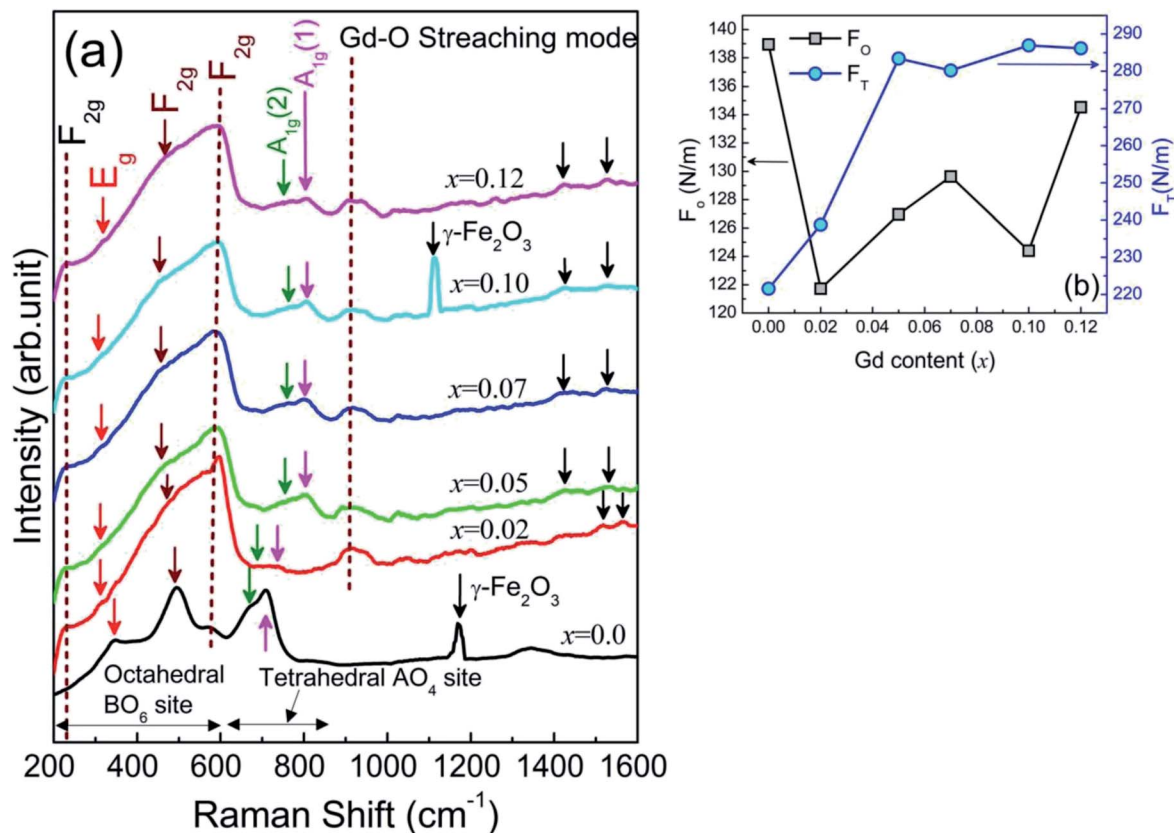 (a)
Gd-O Streaching mode
F2g
Eg
F2g
F2g
A1g(2)
A1g(1)
x=0.12
γ-Fe2O3
x=0.10
x=0.07
x=0.05
x=0.02
γ-Fe2O3
x=0.0
Octahedral
BO6 site
Tetrahedral AO4 site
Intensity (arb.unit)
200 400 600 800 1000 1200 1400 1600
Raman Shift (cm-1)
140
138
136
134
132
130
128
126
124
122
120
Fo (N/m)
FO
FT
(b)
290
280
270
260
250
240
230
220
FT(N/m)
0.00 0.02 0.04 0.06 0.08 0.10 0.12
Gd content (x)